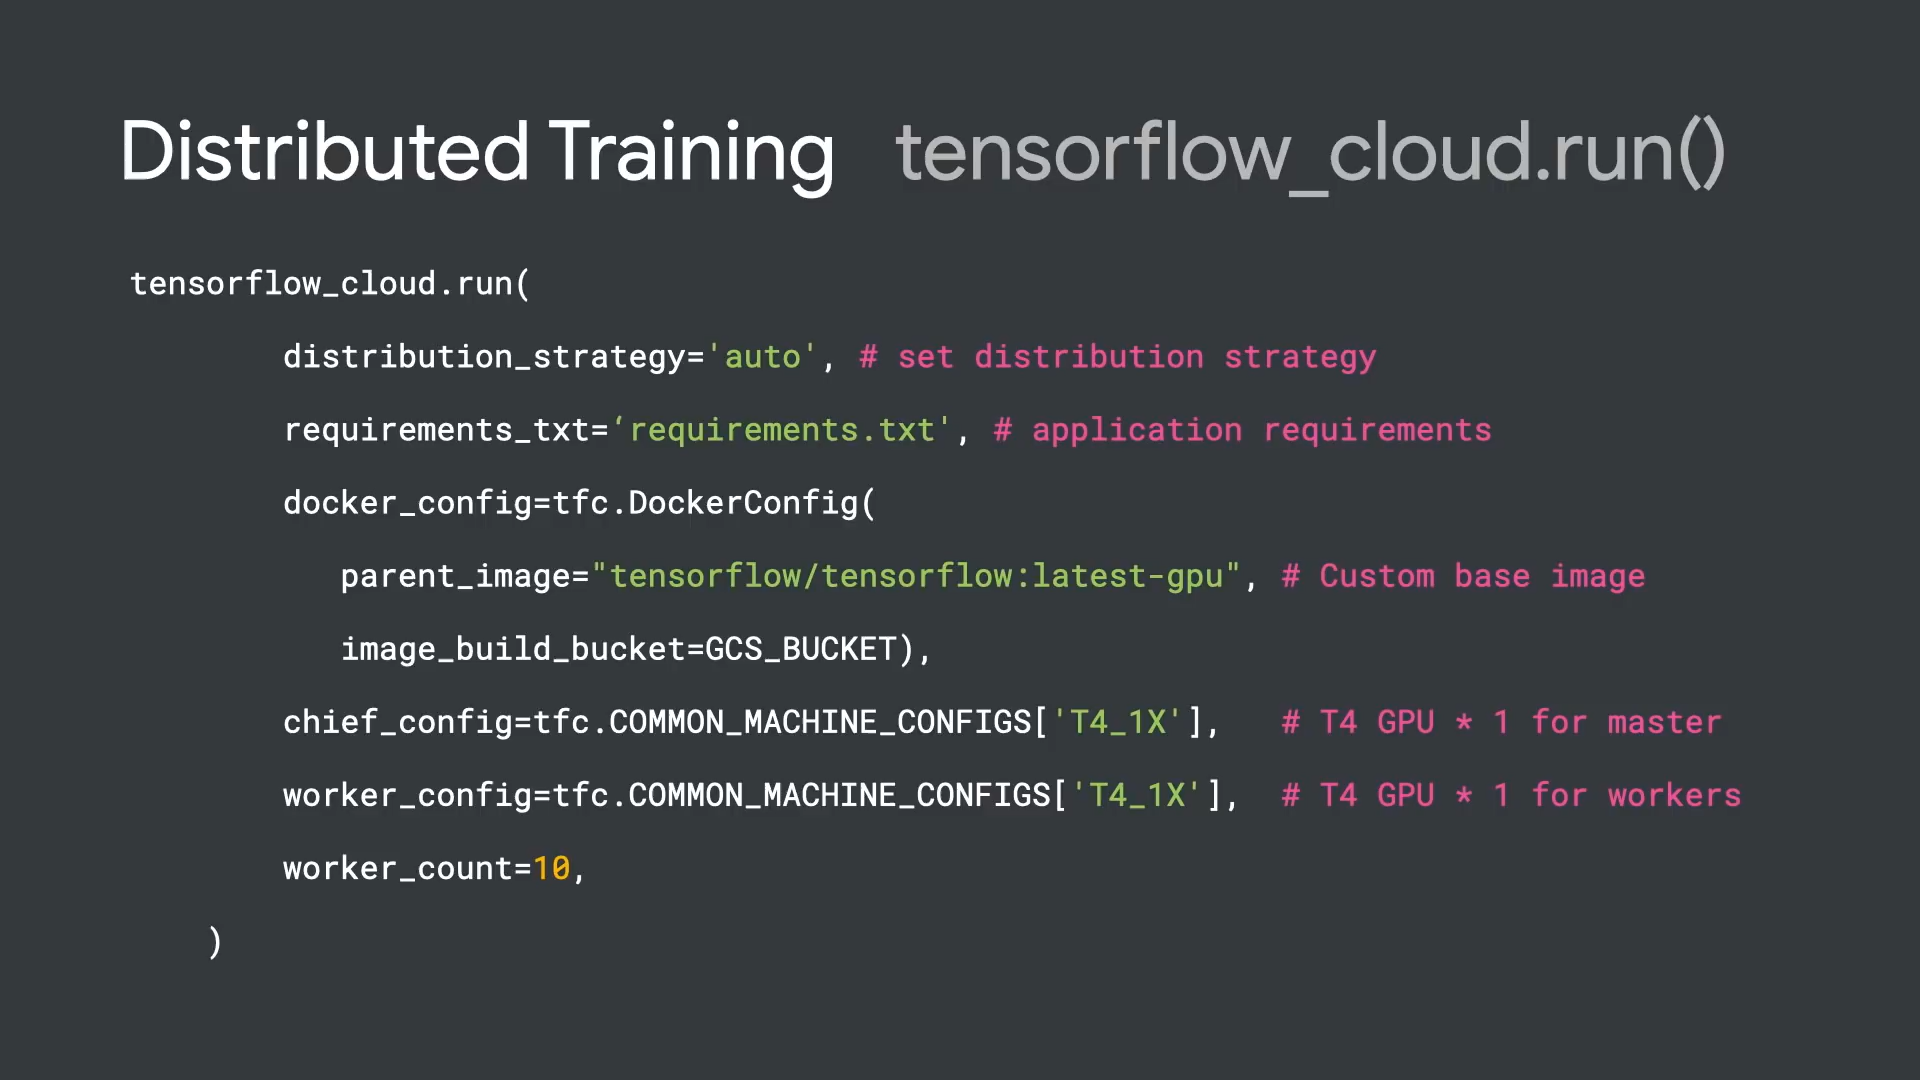 Distributed Training tensorflow_cloud.run()
tensorflow_cloud.run(
distribution_strategy='auto', # set distribution strategy
requirements_txt=‘requirements.txt', # application requirements
docker_config=tfc.DockerConfig(
parent_image="tensorflow/tensorflow:latest-gpu", # Custom base image
image_build_bucket=GCS_BUCKET),
chief_config=tfc.COMMON_MACHINE_CONFIGS['T4_1X'], # T4 GPU * 1 for master
worker_config=tfc.COMMON_MACHINE_CONFIGS['T4_1X'], # T4 GPU * 1 for workers
worker_count=10,
)